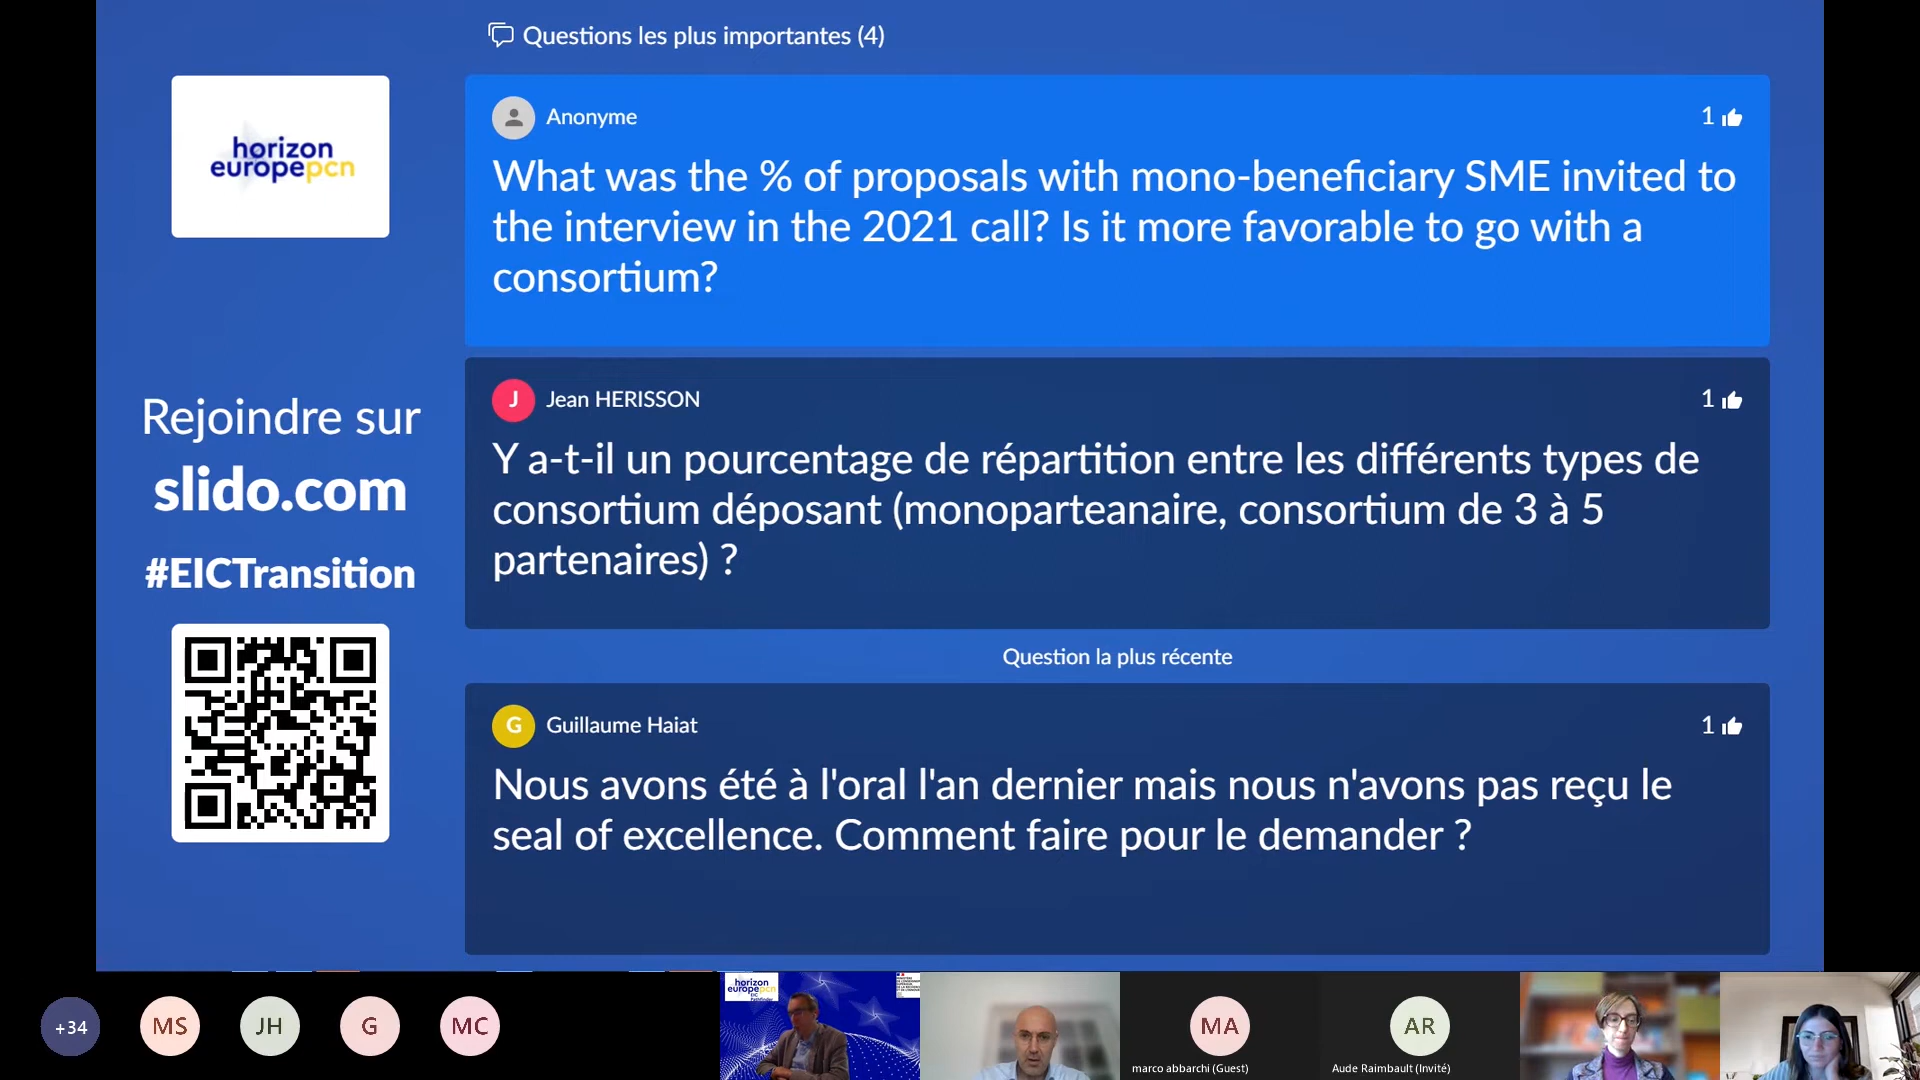 Questions les plus importantes (4)
horizon
europepcn
Rejoindre sur
slido.com
#EICTransition
Anonyme
1
What was the % of proposals with mono-beneficiary SME invited to
the interview in the 2021 call? Is it more favorable to go with a
consortium?
J
Jean HERISSON
1
Y a-t-il un pourcentage de répartition entre les différents types de
consortium déposant (monoparteanaire, consortium de 3 à 5
partenaires) ?
Question la plus récente
G
Guillaume Haiat
1
Nous avons été à l'oral l'an dernier mais nous n'avons pas reçu le
seal of excellence. Comment faire pour le demander ?
+34
MS
JH
G
MC
horizon
europepcn
EIC
Pathfinder
MA
marco abbarchi (Guest)
AR
Aude Raimbault (Invité)